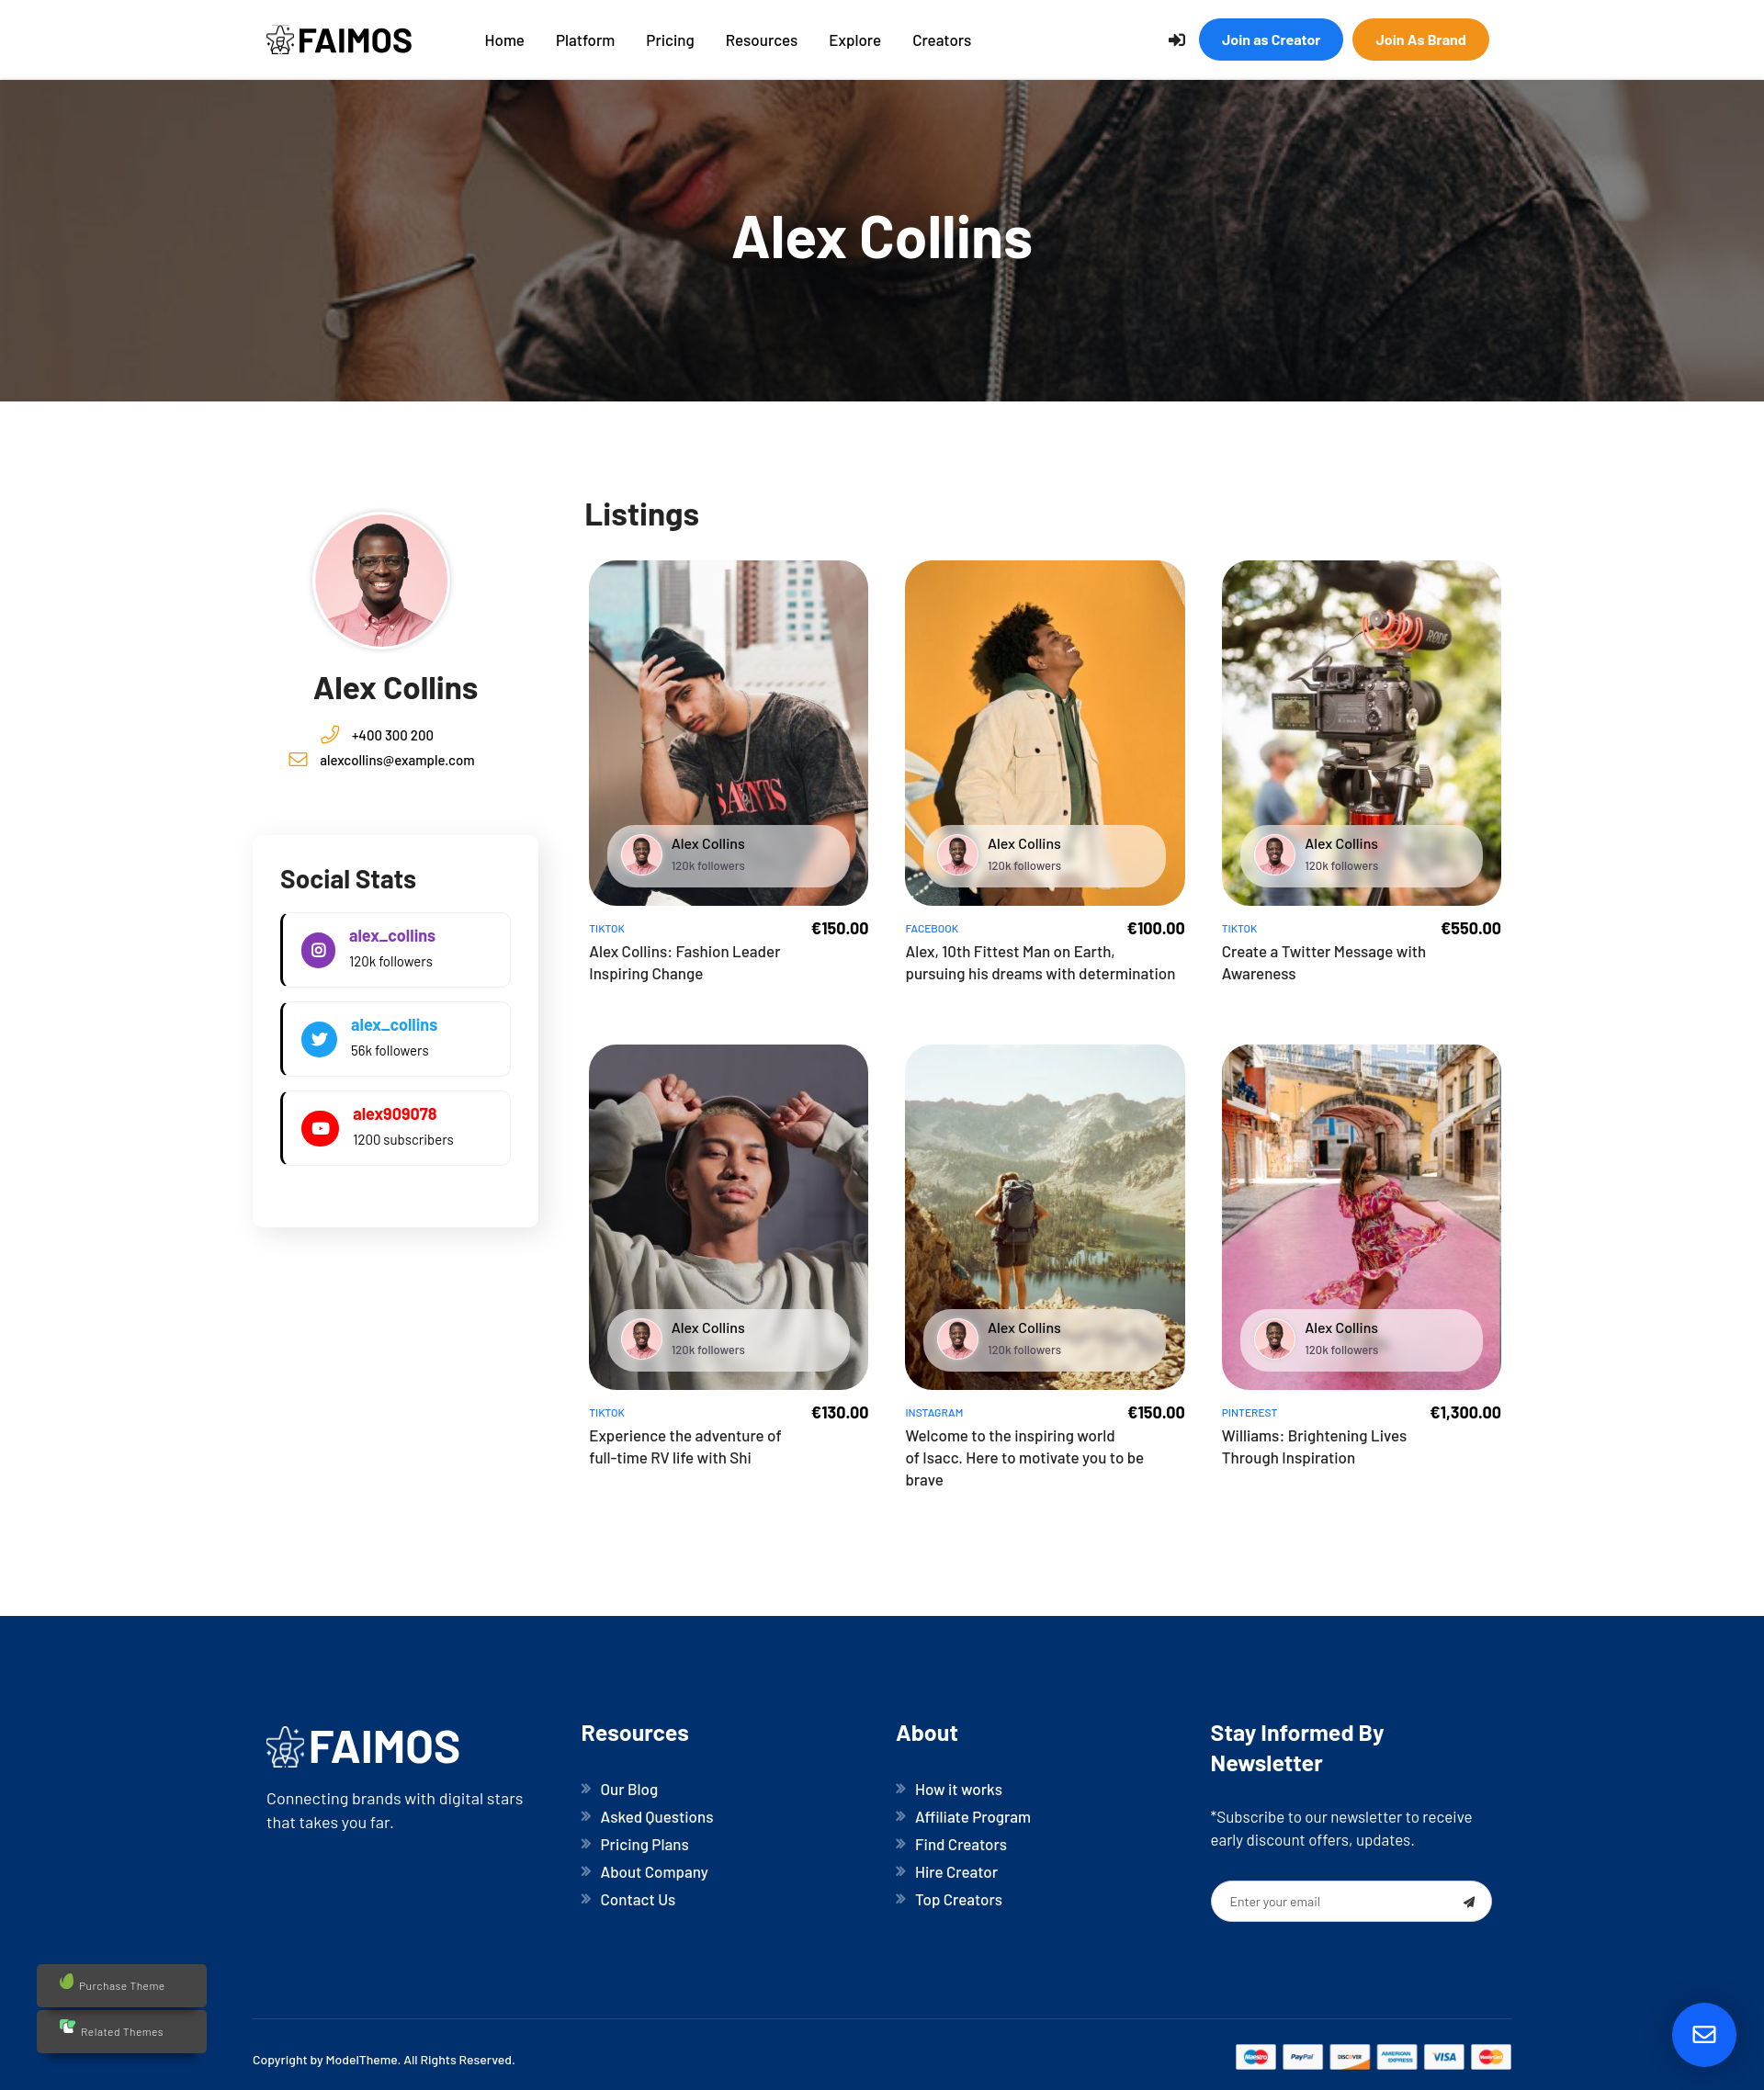 FAIMOS
Home
Platform
Pricing
Resources
Explore
Creators
Join as Creator
Join As Brand
Alex Collins
Alex Collins
+400 300 200
alexcollins@example.com
Social Stats
alex_collins
120k followers
alex_collins
56k followers
alex909078
1200 subscribers
Listings
SAINTS
Alex Collins
120k followers
TIKTOK
€150.00
Alex Collins: Fashion Leader
Inspiring Change
Alex Collins
120k followers
FACEBOOK
€100.00
Alex, 10th Fittest Man on Earth,
pursuing his dreams with determination
RODE
Alex Collins
120k followers
TIKTOK
€550.00
Create a Twitter Message with
Awareness
Alex Collins
120k followers
TIKTOK
€130.00
Experience the adventure of
full-time RV life with Shi
Alex Collins
120k followers
INSTAGRAM
€150.00
Welcome to the inspiring world
of Isacc. Here to motivate you to be
brave
Alex Collins
120k followers
PINTEREST
€1,300.00
Williams: Brightening Lives
Through Inspiration
FAIMOS
Connecting brands with digital stars
that takes you far.
Resources
Our Blog
Asked Questions
Pricing Plans
About Company
Contact Us
About
How it works
Affiliate Program
Find Creators
Hire Creator
Top Creators
Stay Informed By
Newsletter
*Subscribe to our newsletter to receive
early discount offers, updates.
Enter your email
Purchase Theme
Related Themes
Copyright by ModelTheme. All Rights Reserved.
Maestro
PayPal
DISCOVER
AMERICAN
EXPRESS
VISA
MasterCard